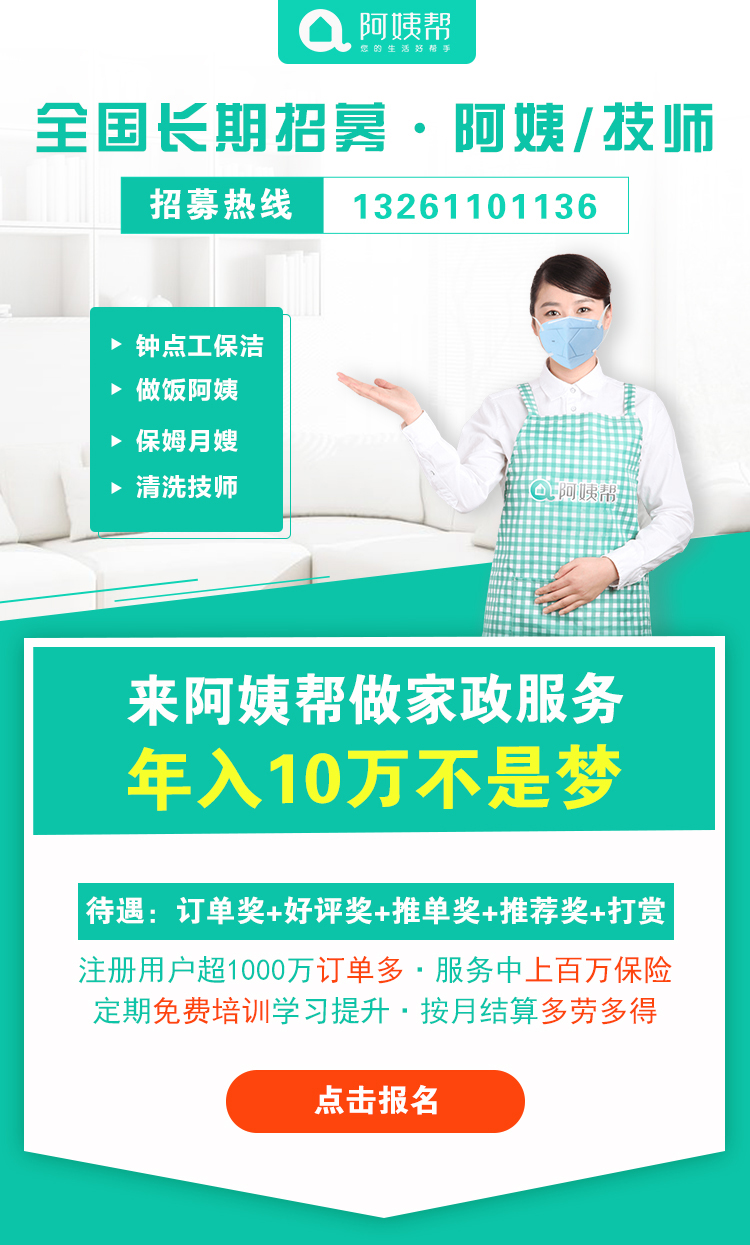 阿姨帮
您的生活好帮手
全国长期招募·阿姨/技师
招募热线 13261101136
钟点工保洁
做饭阿姨
保姆月嫂
清洗技师
阿姨帮
来阿姨帮做家政服务
年入10万不是梦
待遇：订单奖+好评奖+推单奖+推荐奖+打赏
注册用户超1000万订单多·服务中上百万保险
定期免费培训学习提升·按月结算多劳多得
点击报名